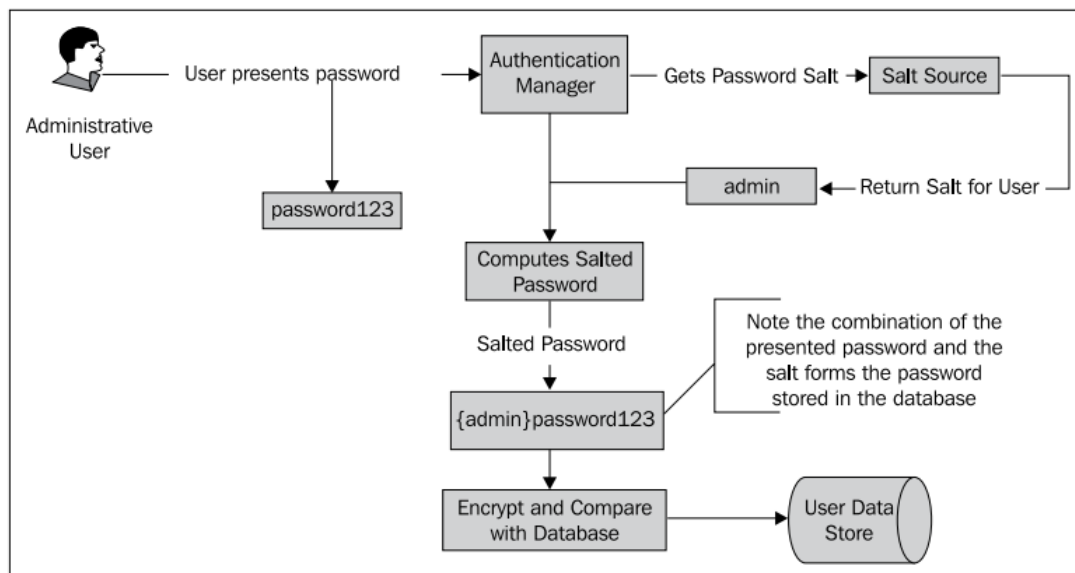 User presents password
Authentication
Manager
Gets Password Salt
Salt Source
Administrative
User
admin
Return Salt for User
password123
Computes Salted
Password
Salted Password
Note the combination of the
presented password and the
salt forms the password
stored in the database
{admin}password123
Encrypt and Compare
with Database
User Data
Store